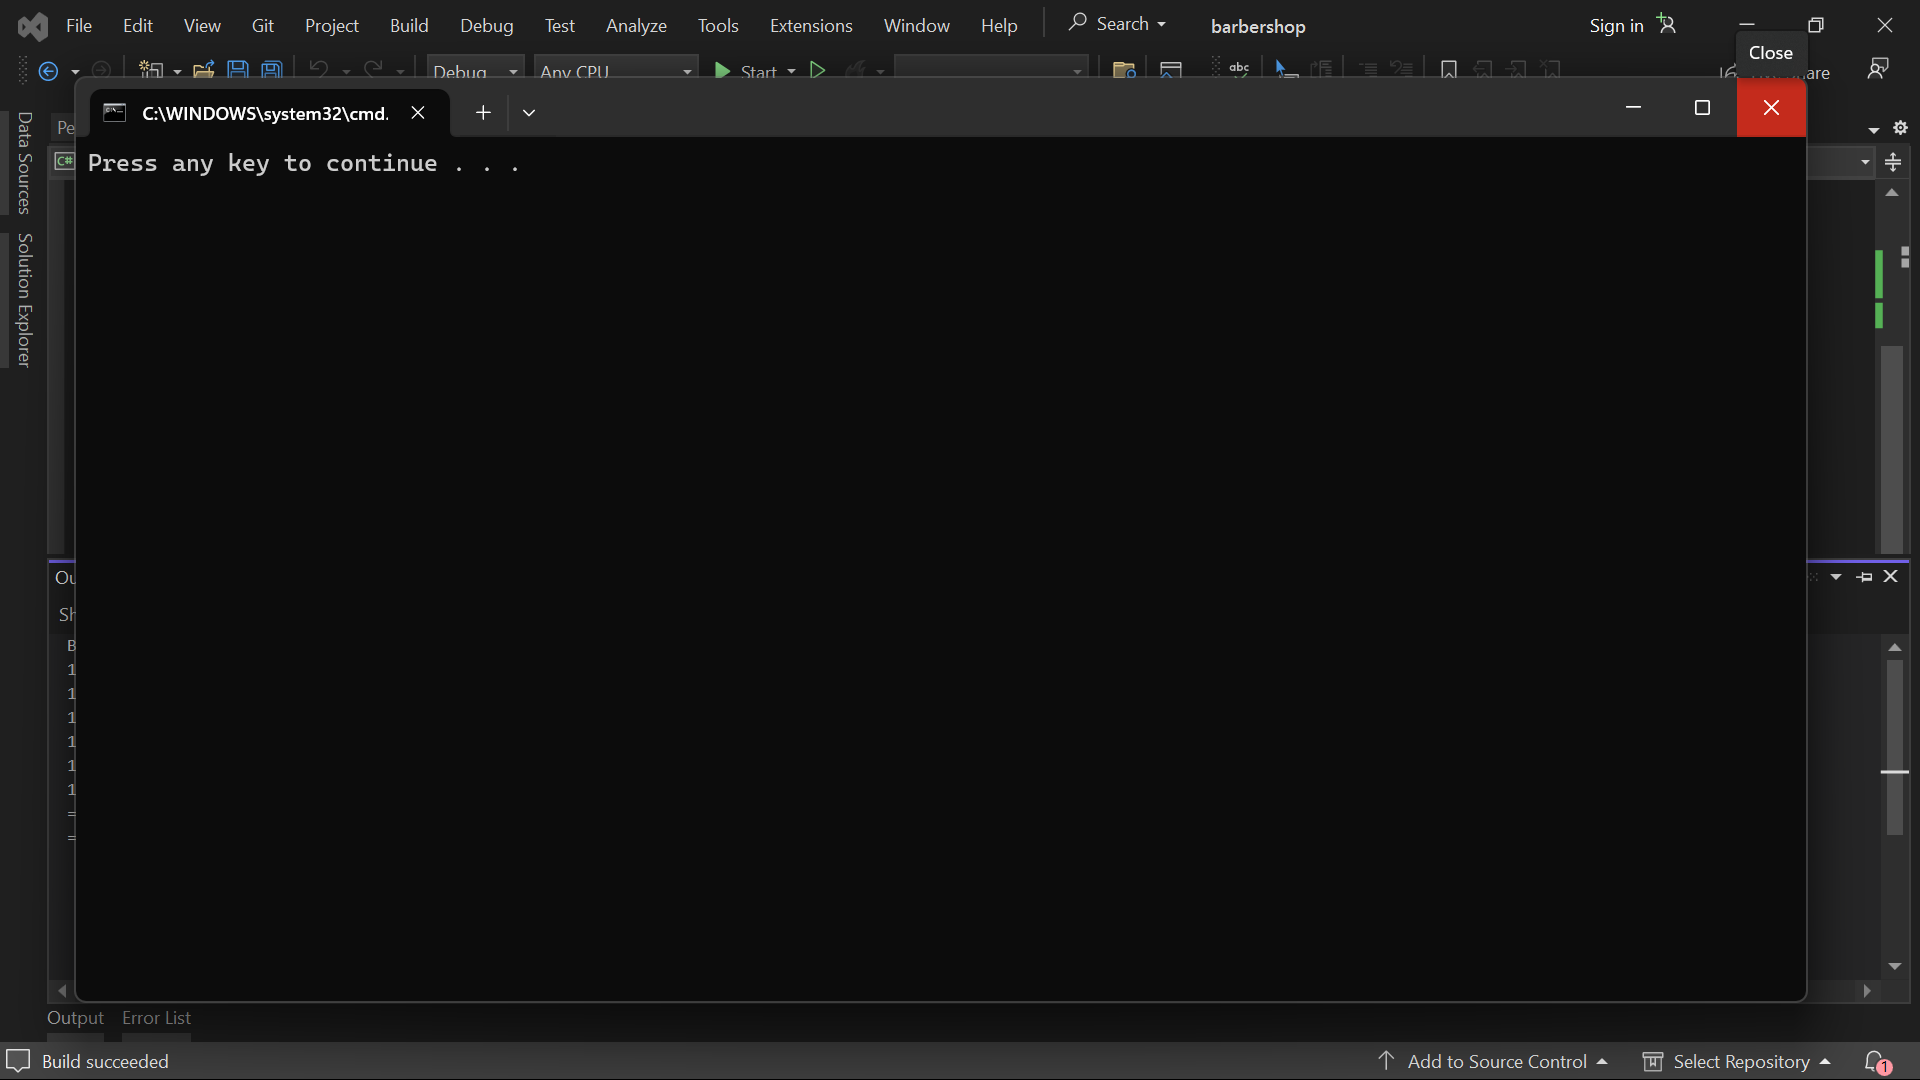 File Edit View Git Project Build Debug Test Analyze Tools Extensions Window Help Search barbershop Sign in
Close
Debug Any CPU Start abc
C:\WINDOWS\system32\cmd.
Press any key to continue . . .
Data Sources
Solution Explorer
C#
Pe
Ou
Sh
B
1
1
1
1
1
1
=
=
Output Error List
Build succeeded Add to Source Control Select Repository 1